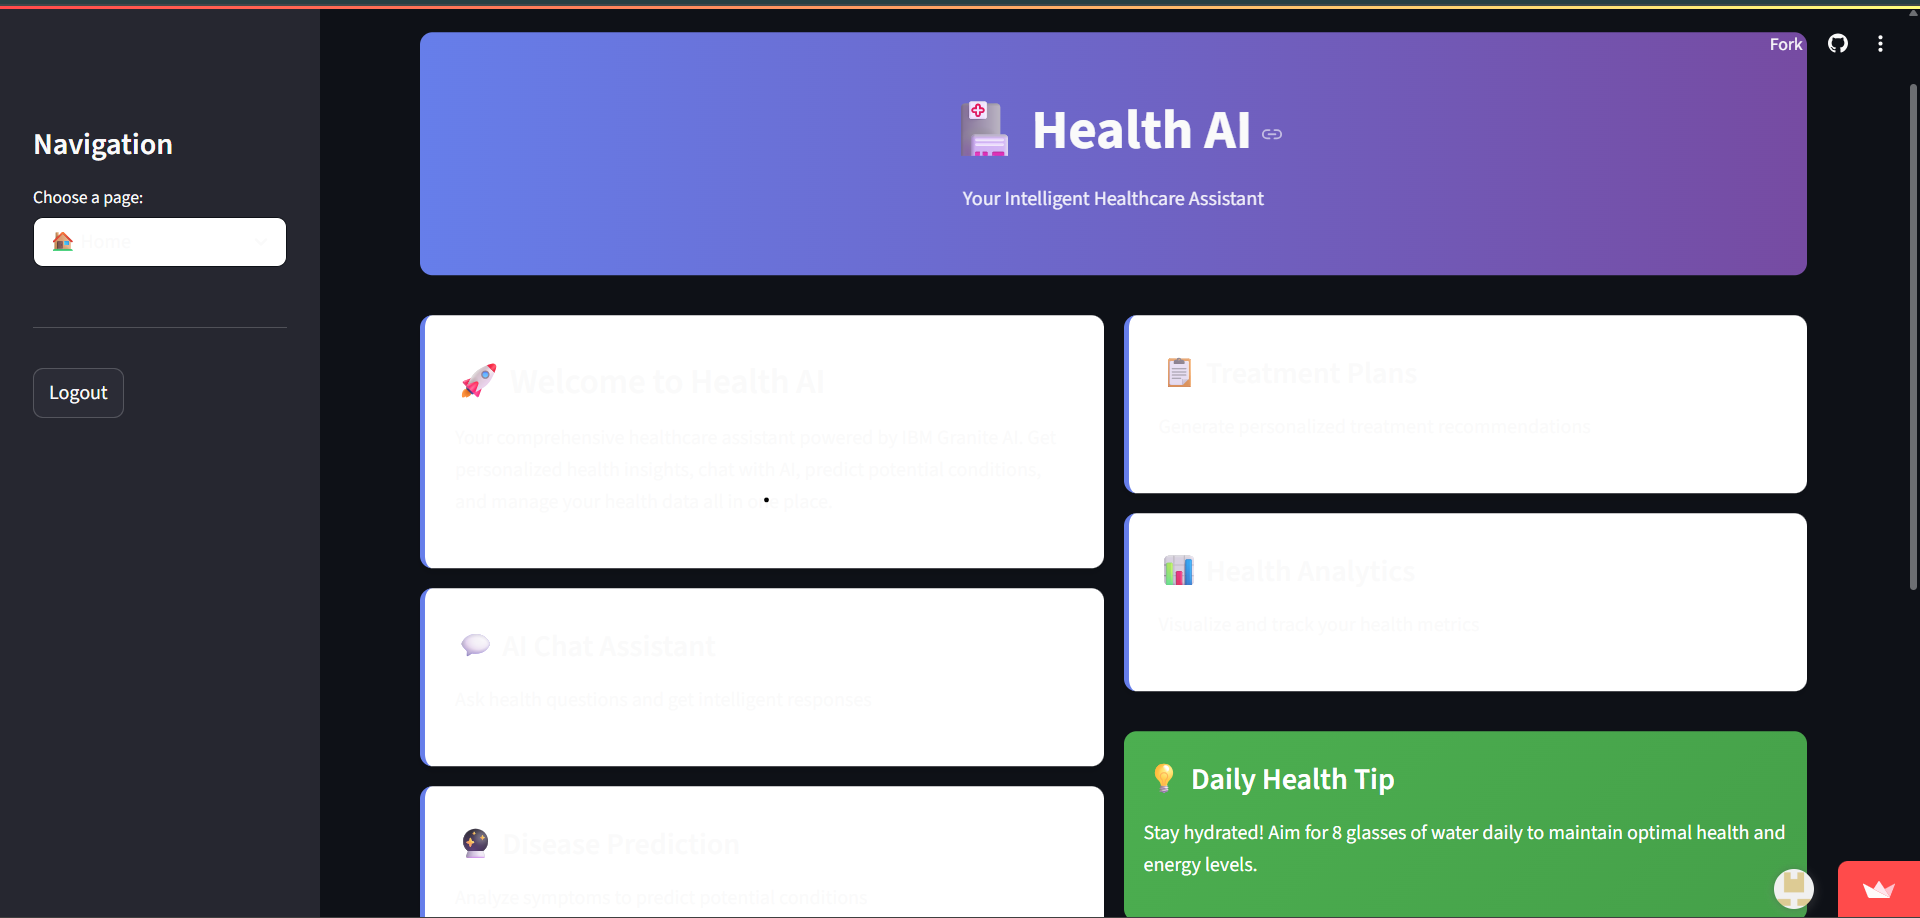 Fork
Health AI
Your Intelligent Healthcare Assistant
Navigation
Choose a page:
Home
Logout
Welcome to Health AI
Your comprehensive healthcare assistant powered by IBM Granite AI. Get
personalized health insights, chat with AI, predict potential conditions,
and manage your health data all in one place.
AI Chat Assistant
Ask health questions and get intelligent responses
Disease Prediction
Analyze symptoms to predict potential conditions
Treatment Plans
Generate personalized treatment recommendations
Health Analytics
Visualize and track your health metrics
Daily Health Tip
Stay hydrated! Aim for 8 glasses of water daily to maintain optimal health and
energy levels.